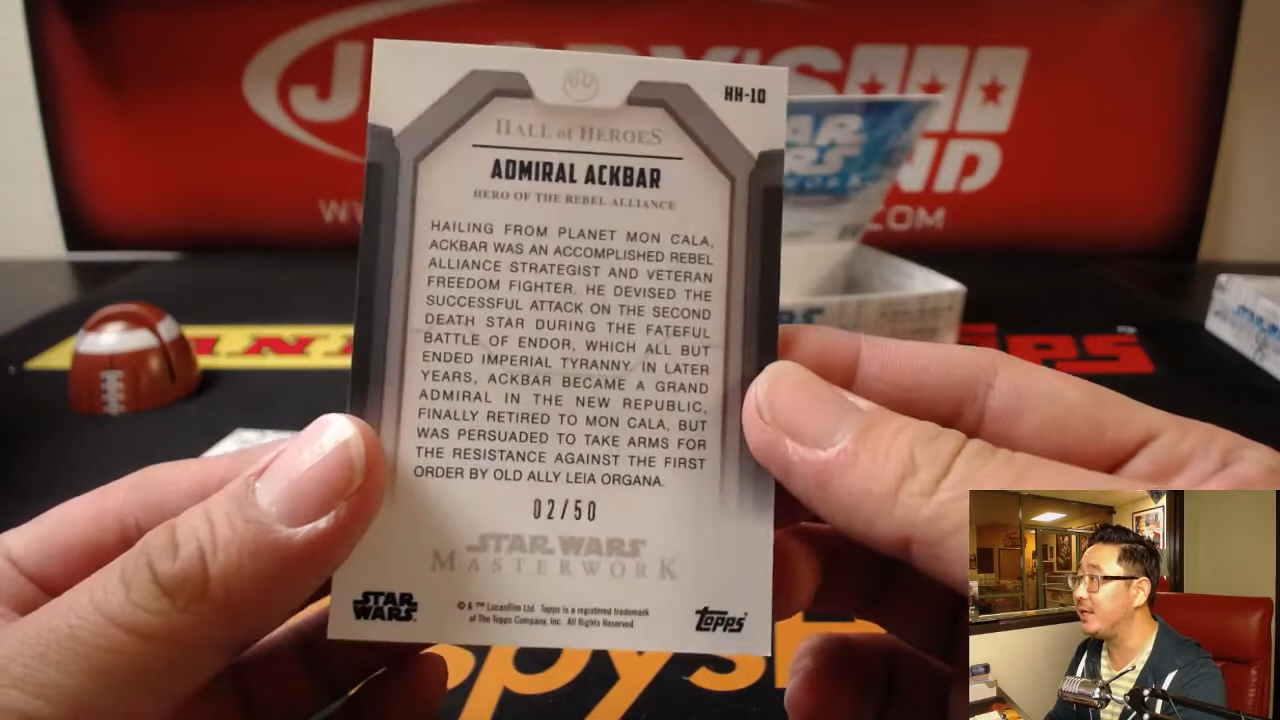 HH-10
HALL of HEROES
ADMIRAL ACKBAR
HERO OF THE REBEL ALLIANCE
HAILING FROM PLANET MON CALA,
ACKBAR WAS AN ACCOMPLISHED REBEL
ALLIANCE STRATEGIST AND VETERAN
FREEDOM FIGHTER. HE DEVISED THE
SUCCESSFUL ATTACK ON THE SECOND
DEATH STAR DURING THE FATEFUL
BATTLE OF ENDOR, WHICH ALL BUT
ENDED IMPERIAL TYRANNY. IN LATER
YEARS, ACKBAR BECAME A GRAND
ADMIRAL IN THE NEW REPUBLIC,
FINALLY RETIRED TO MON CALA, BUT
WAS PERSUADED TO TAKE ARMS FOR
THE RESISTANCE AGAINST THE FIRST
ORDER BY OLD ALLY LEIA ORGANA.
02/50
STAR WARS
MASTERWORK
STAR
WARS
© & ™ Lucasfilm Ltd. Topps is a registered trademark
of The Topps Company, Inc. All Rights Reserved.
Topps
.COM